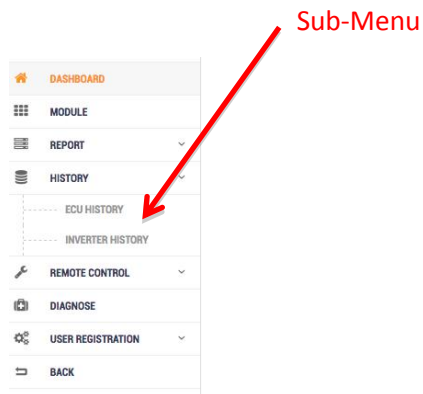 Sub-Menu
DASHBOARD
MODULE
REPORT
HISTORY
ECU HISTORY
INVERTER HISTORY
REMOTE CONTROL
DIAGNOSE
USER REGISTRATION
BACK